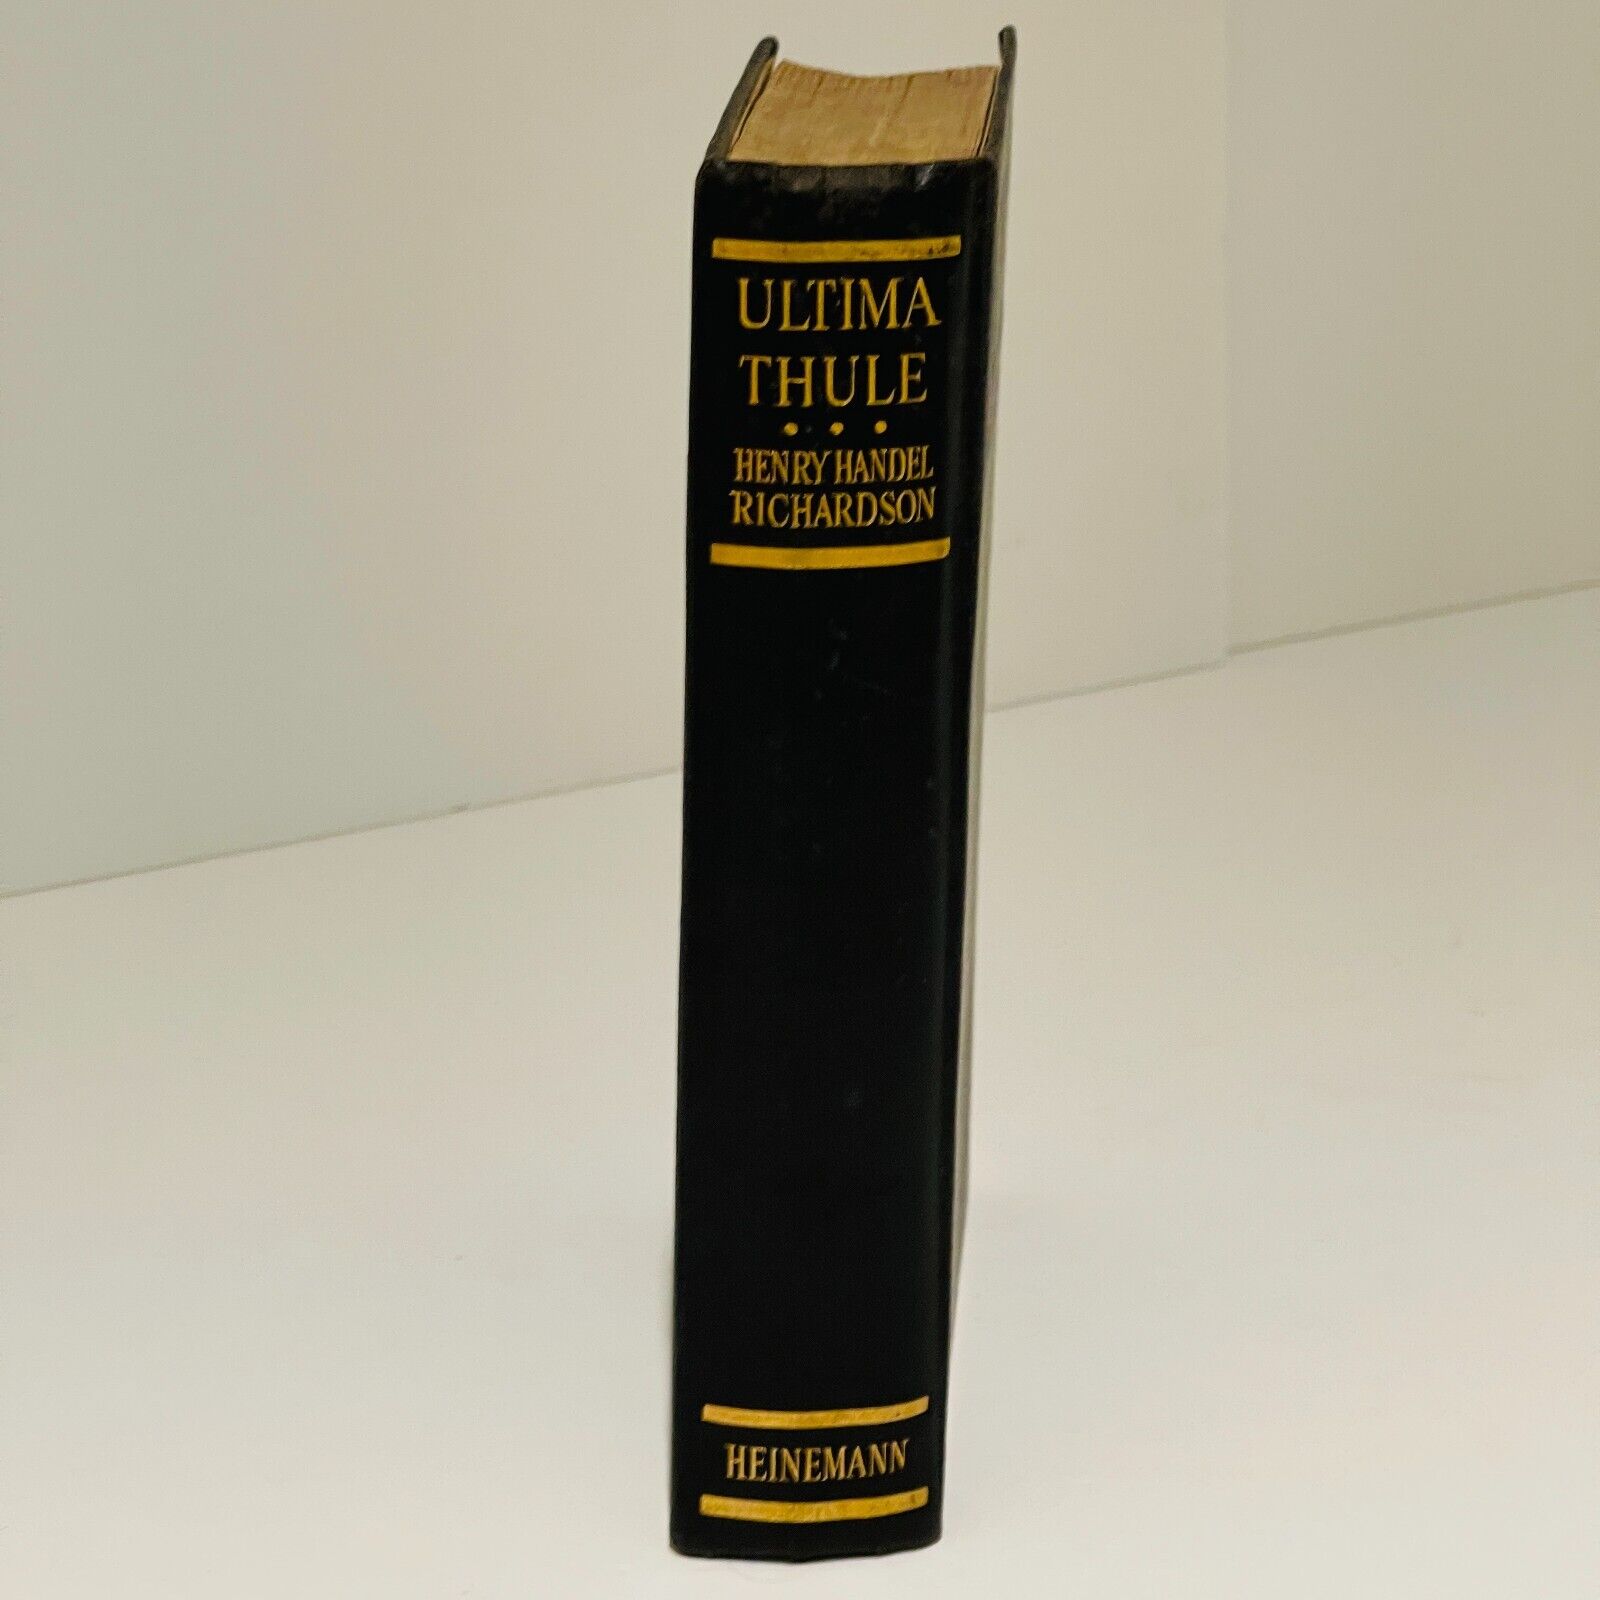 ULTIMA
THULE
• • •
HENRY HANDEL
RICHARDSON
HEINEMANN